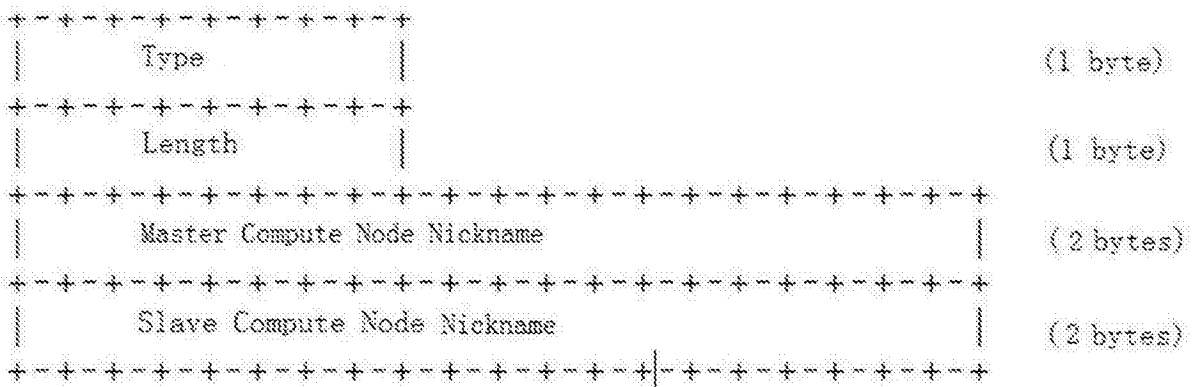 Type (1 byte)
Length (1 byte)
Master Compute Node Nickname (2 bytes)
Slave Compute Node Nickname (2 bytes)